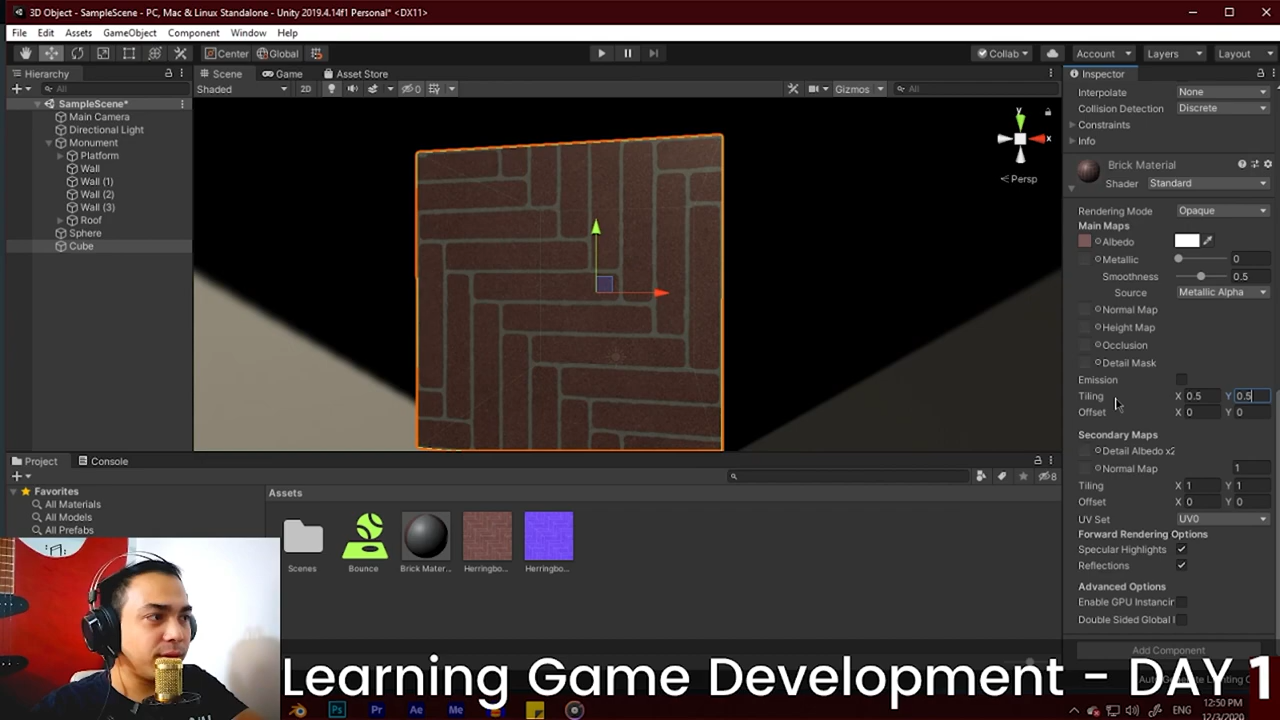 3D Object - SampleScene - PC, Mac & Linux Standalone - Unity 2019.4.14f1 Personal* <DX11>
File Edit Assets GameObject Component Window Help
Center Global Collab Account Layers Layout
Hierarchy Scene Game Asset Store Inspector
All Shaded 2D 0 Gizmos All
Interpolate None
Collision Detection Discrete
Constraints
Info
SampleScene*
Main Camera
Directional Light
Monument
Platform
Wall
Wall (1)
Wall (2)
Wall (3)
Roof
Sphere
Cube
y
x
Persp
Brick Material
Shader Standard
Rendering Mode Opaque
Main Maps
Albedo
Metallic 0
Smoothness 0.5
Source Metallic Alpha
Normal Map
Height Map
Occlusion
Detail Mask
Emission
Tiling X 0.5 Y 0.5
Offset X 0 Y 0
Secondary Maps
Detail Albedo x2
Normal Map 1
Tiling X 1 Y 1
Offset X 0 Y 0
UV Set UV0
Forward Rendering Options
Specular Highlights
Reflections
Advanced Options
Enable GPU Instancin
Double Sided Global I
Add Component
Project Console
8
Favorites
All Materials
All Models
All Prefabs
Assets
Scenes Bounce Brick Mater... Herringbo... Herringbo...
Learning Game Development - DAY 1
Ps Pr Ae Me
ENG
12:50 PM
12/3/2020